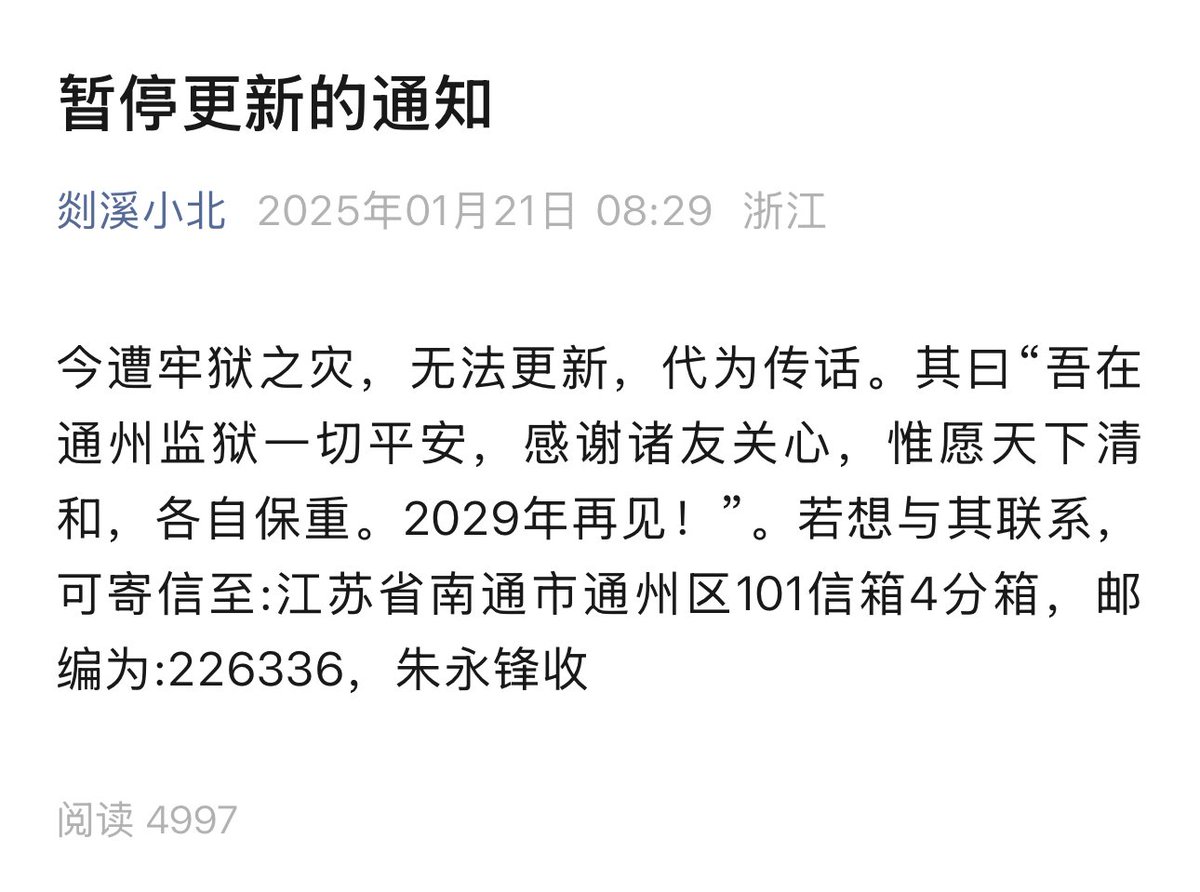 暂停更新的通知
剡溪小北 2025年01月21日 08:29 浙江
今遭牢狱之灾，无法更新，代为传话。其曰“吾在
通州监狱一切平安，感谢诸友关心，惟愿天下清
和，各自保重。2029年再见！”。若想与其联系，
可寄信至:江苏省南通市通州区101信箱4分箱，邮
编为:226336，朱永锋收
阅读 4997